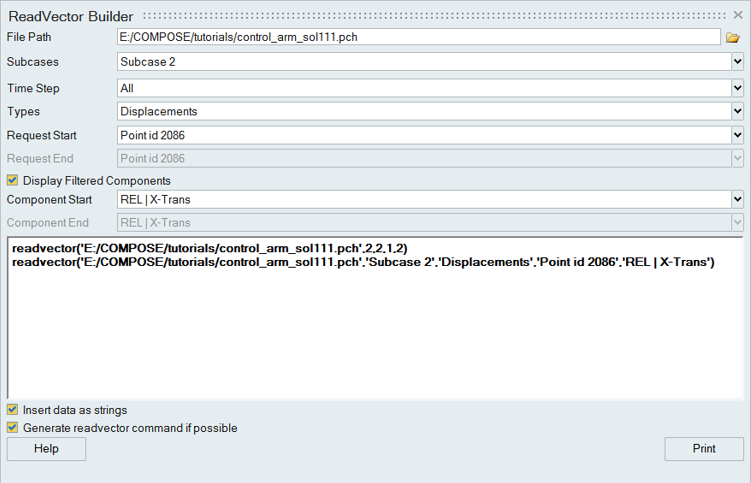 ReadVector Builder
File Path E:/COMPOSE/tutorials/control_arm_sol111.pch
Subcases Subcase 2
Time Step All
Types Displacements
Request Start Point id 2086
Request End Point id 2086
Display Filtered Components
Component Start REL | X-Trans
Component End REL | X-Trans
readvector('E:/COMPOSE/tutorials/control_arm_sol111.pch',2,2,1,2)
readvector('E:/COMPOSE/tutorials/control_arm_sol111.pch','Subcase 2','Displacements','Point id 2086','REL | X-Trans')
Insert data as strings
Generate readvector command if possible
Help Print